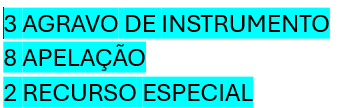 3 AGRAVO DE INSTRUMENTO
8 APELAÇÃO
2 RECURSO ESPECIAL